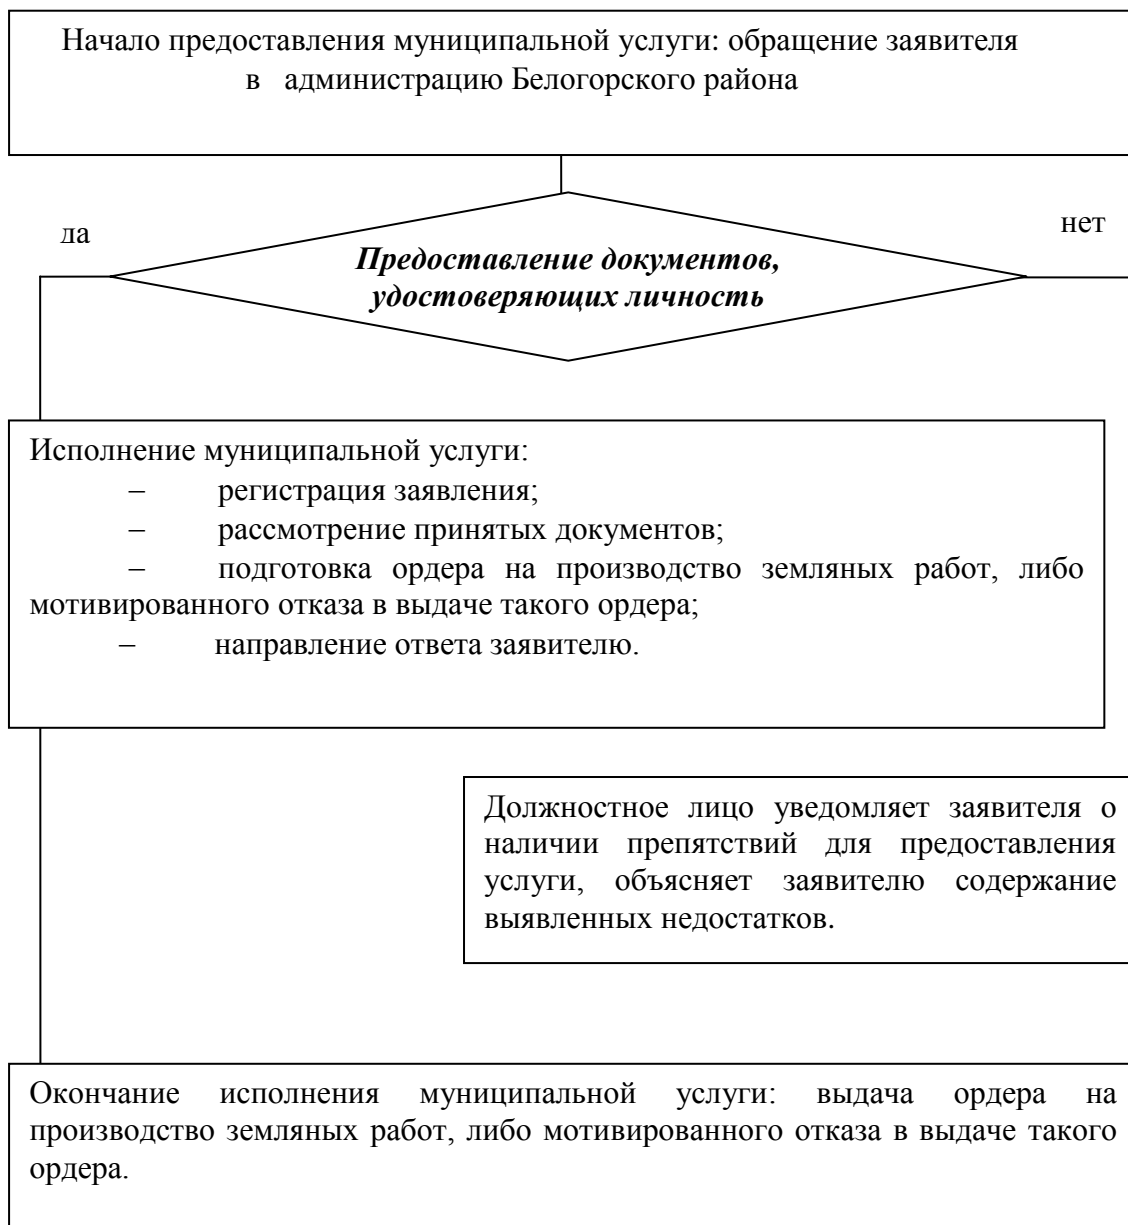 Начало предоставления муниципальной услуги: обращение заявителя
в администрацию Белогорского района
да
нет
Предоставление документов,
удостоверяющих личность
Исполнение муниципальной услуги:
– регистрация заявления;
– рассмотрение принятых документов;
– подготовка ордера на производство земляных работ, либо
мотивированного отказа в выдаче такого ордера;
– направление ответа заявителю.
Должностное лицо уведомляет заявителя о
наличии препятствий для предоставления
услуги, объясняет заявителю содержание
выявленных недостатков.
Окончание исполнения муниципальной услуги: выдача ордера на
производство земляных работ, либо мотивированного отказа в выдаче такого
ордера.